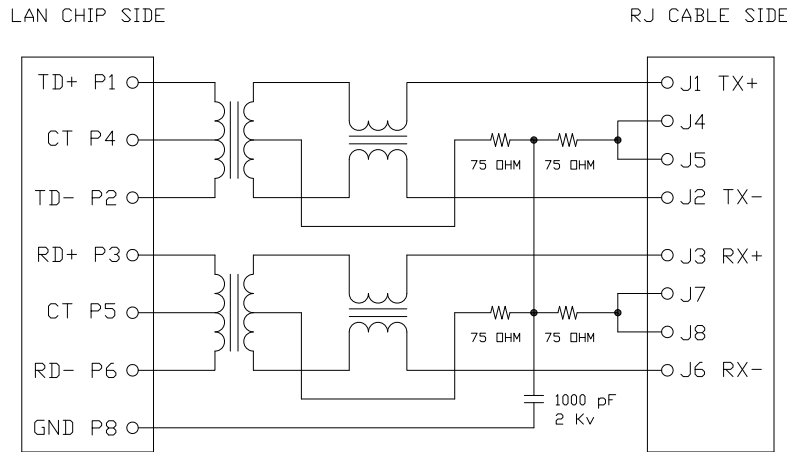 LAN CHIP SIDE
RJ CABLE SIDE
TD+ P1
J1 TX+
J4
CT P4
75 OHM
75 OHM
J5
TD- P2
J2 TX-
RD+ P3
J3 RX+
J7
CT P5
75 OHM
75 OHM
J8
RD- P6
J6 RX-
1000 pF
2 Kv
GND P8